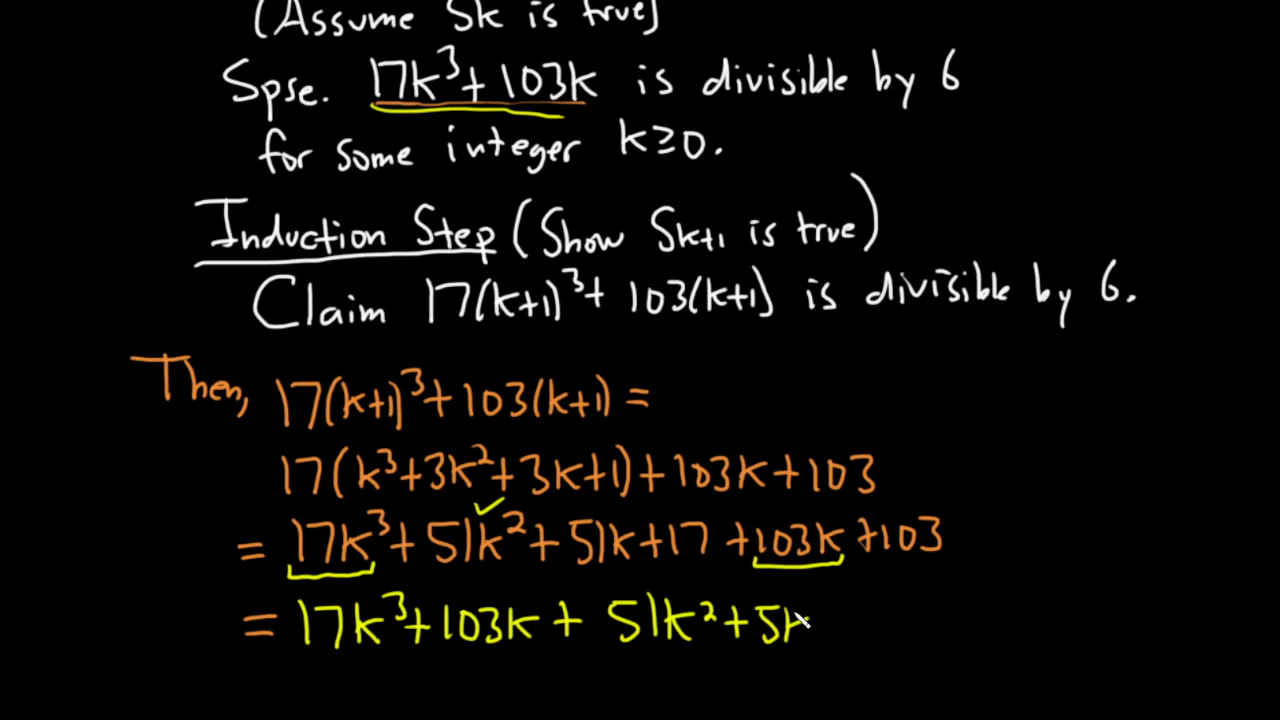 (Assume Sk is true)
Spse. 17k³ + 103k is divisible by 6
for some integer k ≥ 0.
Induction Step (Show Sk+1 is true)
Claim 17(k+1)³ + 103(k+1) is divisible by 6.
Then, 17(k+1)³ + 103(k+1) =
17(k³ + 3k² + 3k + 1) + 103k + 103
= 17k³ + 51k² + 51k + 17 + 103k + 103
= 17k³ + 103k + 51k² + 5